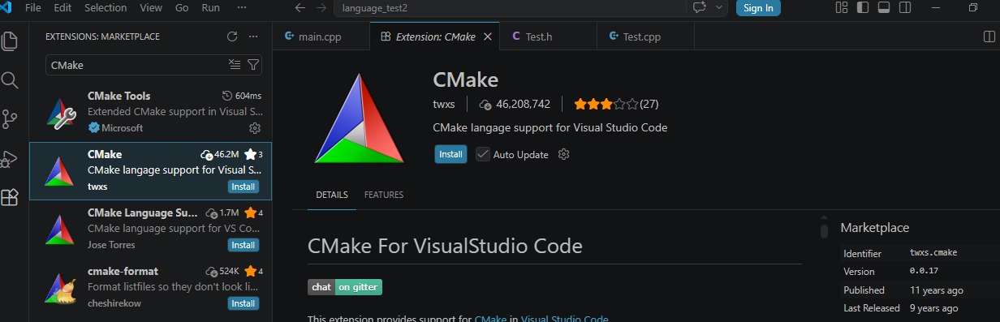 File Edit Selection View Go Run ...
language_test2
Sign In
EXTENSIONS: MARKETPLACE
CMake
CMake Tools 604ms
Extended CMake support in Visual S...
Microsoft
CMake 46.2M 3
CMake langage support for Visual S...
twxs Install
CMake Language Su... 1.7M 4
CMake language support for VS Co...
Jose Torres Install
cmake-format 524K 4
Format listfiles so they don't look li...
cheshirekow Install
main.cpp Extension: CMake Test.h Test.cpp
CMake
twxs 46,208,742 (27)
CMake langage support for Visual Studio Code
Install Auto Update
DETAILS FEATURES
CMake For VisualStudio Code
chat on gitter
This extension provides support for CMake in Visual Studio Code
Marketplace
Identifier twxs.cmake
Version 0.0.17
Published 11 years ago
Last Released 9 years ago